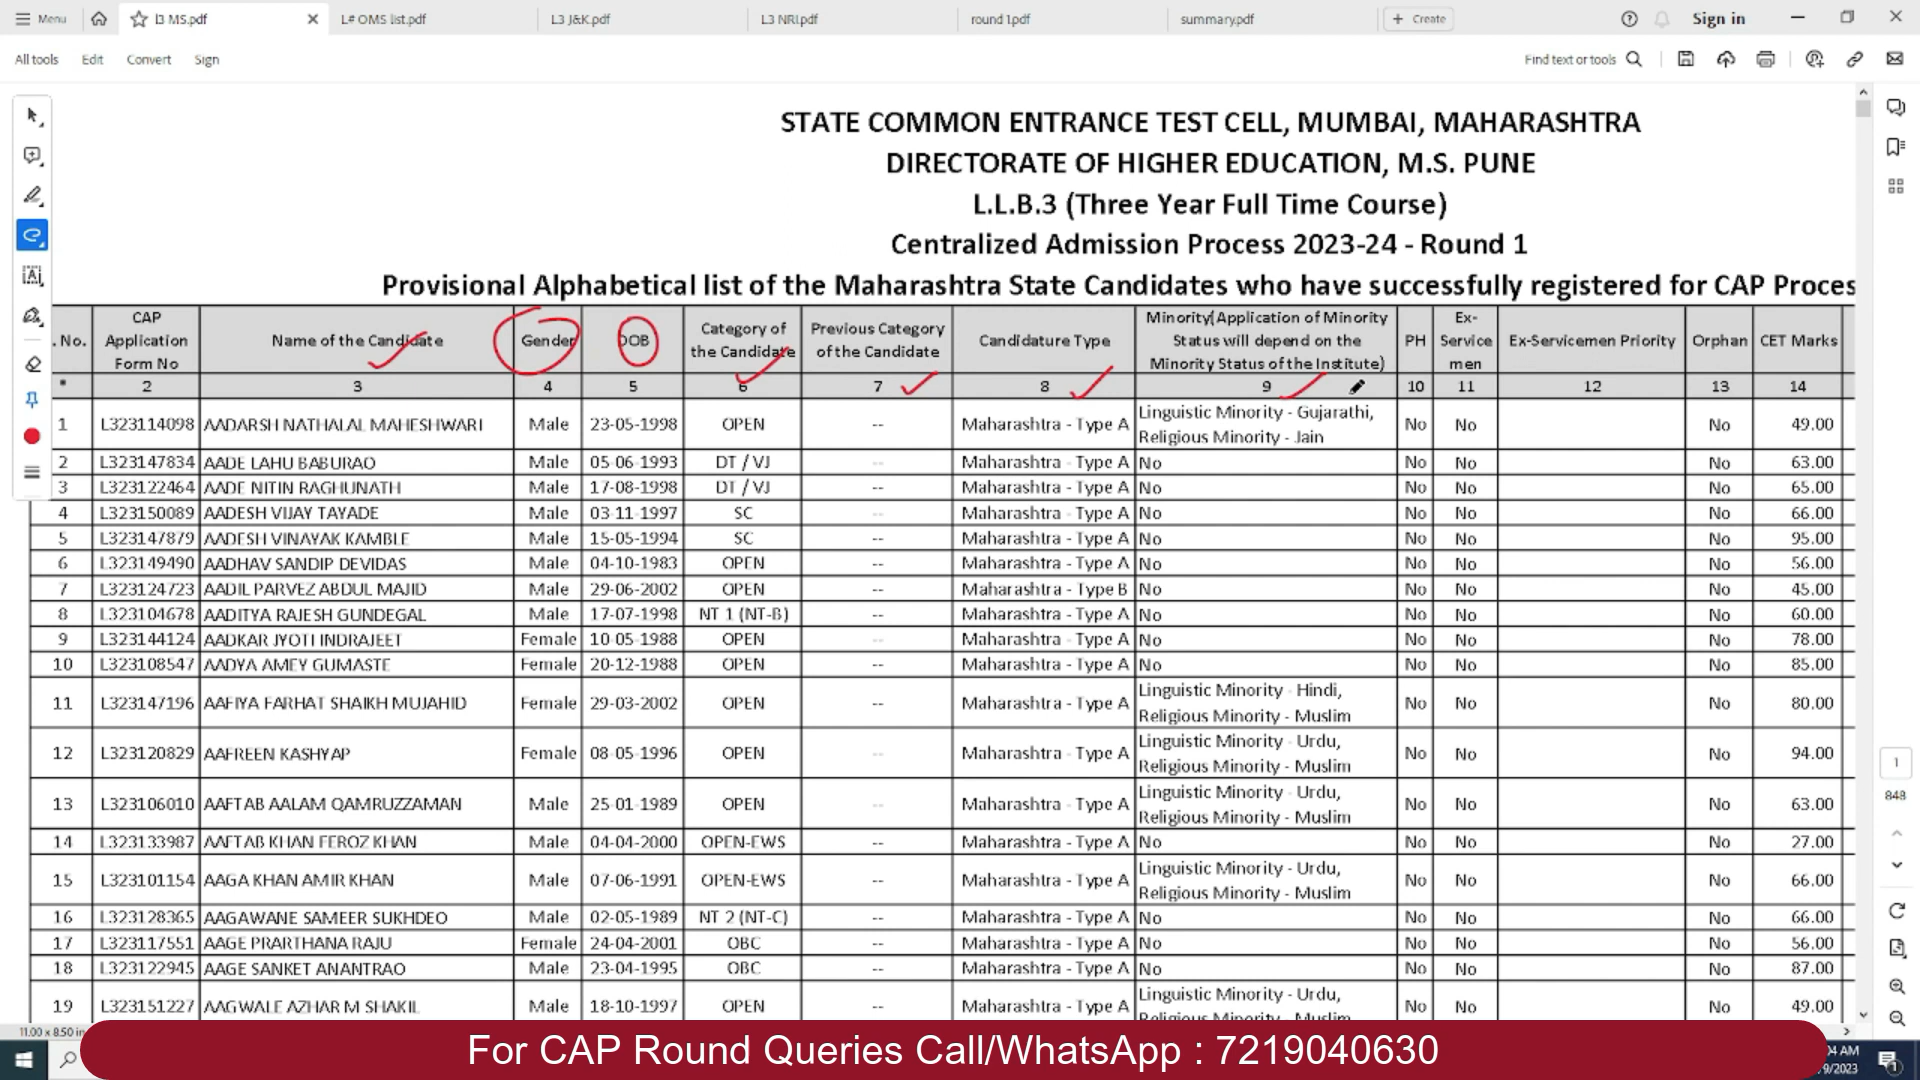 Menu l3 MS.pdf L# OMS list.pdf L3 J&K.pdf L3 NRI.pdf round 1.pdf summary.pdf Create Sign in
All tools Edit Convert Sign Find text or tools
STATE COMMON ENTRANCE TEST CELL, MUMBAI, MAHARASHTRA
DIRECTORATE OF HIGHER EDUCATION, M.S. PUNE
L.L.B.3 (Three Year Full Time Course)
Centralized Admission Process 2023-24 - Round 1
Provisional Alphabetical list of the Maharashtra State Candidates who have successfully registered for CAP Proces
. No. CAP Application Form No Name of the Candidate Gender DOB Category of the Candidate Previous Category of the Candidate Candidature Type Minority(Application of Minority Status will depend on the Minority Status of the Institute) PH Ex-Service men Ex-Servicemen Priority Orphan CET Marks
* 2 3 4 5 6 7 8 9 10 11 12 13 14
1 L323114098 AADARSH NATHALAL MAHESHWARI Male 23-05-1998 OPEN -- Maharashtra - Type A Linguistic Minority - Gujarathi, Religious Minority - Jain No No No 49.00
2 L323147834 AADE LAHU BABURAO Male 05-06-1993 DT / VJ -- Maharashtra - Type A No No No No 63.00
3 L323122464 AADE NITIN RAGHUNATH Male 17-08-1998 DT / VJ -- Maharashtra - Type A No No No No 65.00
4 L323150089 AADESH VIJAY TAYADE Male 03-11-1997 SC -- Maharashtra - Type A No No No No 66.00
5 L323147879 AADESH VINAYAK KAMBLE Male 15-05-1994 SC -- Maharashtra - Type A No No No No 95.00
6 L323149490 AADHAV SANDIP DEVIDAS Male 04-10-1983 OPEN -- Maharashtra - Type A No No No No 56.00
7 L323124723 AADIL PARVEZ ABDUL MAJID Male 29-06-2002 OPEN -- Maharashtra - Type B No No No No 45.00
8 L323104678 AADITYA RAJESH GUNDEGAL Male 17-07-1998 NT 1 (NT-B) -- Maharashtra - Type A No No No No 60.00
9 L323144124 AADKAR JYOTI INDRAJEET Female 10-05-1988 OPEN -- Maharashtra - Type A No No No No 78.00
10 L323108547 AADYA AMEY GUMASTE Female 20-12-1988 OPEN -- Maharashtra - Type A No No No No 85.00
11 L323147196 AAFIYA FARHAT SHAIKH MUJAHID Female 29-03-2002 OPEN -- Maharashtra - Type A Linguistic Minority - Hindi, Religious Minority - Muslim No No No 80.00
12 L323120829 AAFREEN KASHYAP Female 08-05-1996 OPEN -- Maharashtra - Type A Linguistic Minority - Urdu, Religious Minority - Muslim No No No 94.00
13 L323106010 AAFTAB AALAM QAMRUZZAMAN Male 25-01-1989 OPEN -- Maharashtra - Type A Linguistic Minority - Urdu, Religious Minority - Muslim No No No 63.00
14 L323133987 AAFTAB KHAN FEROZ KHAN Male 04-04-2000 OPEN-EWS -- Maharashtra - Type A No No No No 27.00
15 L323101154 AAGA KHAN AMIR KHAN Male 07-06-1991 OPEN-EWS -- Maharashtra - Type A Linguistic Minority - Urdu, Religious Minority - Muslim No No No 66.00
16 L323128365 AAGAWANE SAMEER SUKHDEO Male 02-05-1989 NT 2 (NT-C) -- Maharashtra - Type A No No No No 66.00
17 L323117551 AAGE PRARTHANA RAJU Female 24-04-2001 OBC -- Maharashtra - Type A No No No No 56.00
18 L323122945 AAGE SANKET ANANTRAO Male 23-04-1995 OBC -- Maharashtra - Type A No No No No 87.00
19 L323151227 AAGWALE AZHAR M SHAKIL Male 18-10-1997 OPEN -- Maharashtra - Type A Linguistic Minority - Urdu, Religious Minority - Muslim No No No 49.00
1
848
11.00 x 8.50 in
For CAP Round Queries Call/WhatsApp : 7219040630
04 AM
/9/2023